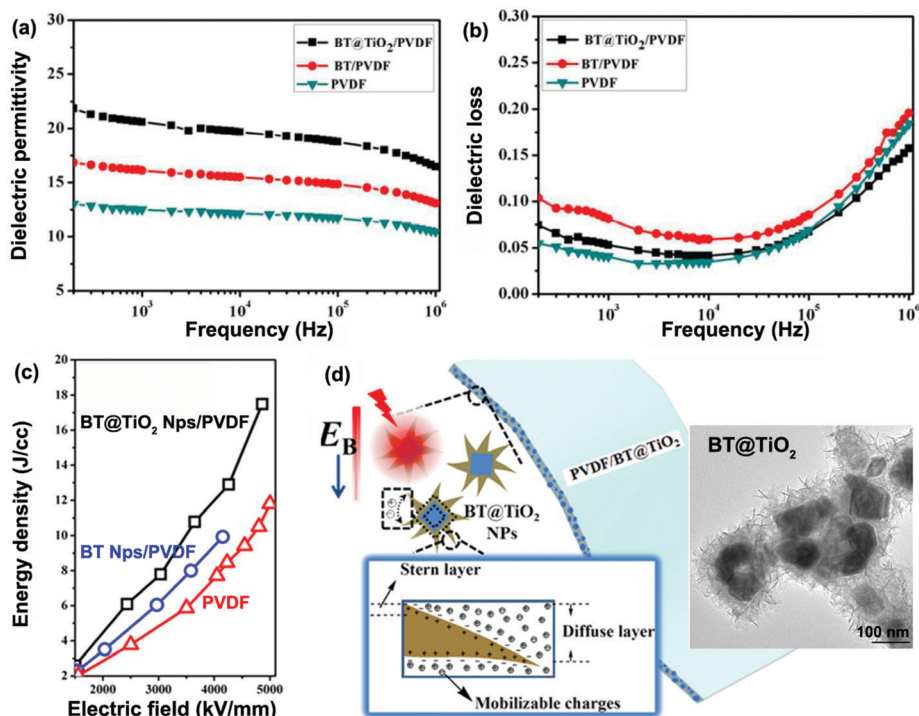 (a)
25
20
15
10
5
Dielectric permittivity
BT@TiO2/PVDF
BT/PVDF
PVDF
10^3
10^4
10^5
10^6
Frequency (Hz)
(b)
0.30
0.25
0.20
0.15
0.10
0.05
0.00
Dielectric loss
BT@TiO2/PVDF
BT/PVDF
PVDF
10^3
10^4
10^5
10^6
Frequency (Hz)
(c)
20
18
16
14
12
10
8
6
4
2
Energy density (J/cc)
BT@TiO2 Nps/PVDF
BT Nps/PVDF
PVDF
2000
3000
4000
5000
Electric field (kV/mm)
(d)
EB
PVDF/BT@TiO2
BT@TiO2
NPs
Stern layer
Diffuse layer
Mobilizable charges
BT@TiO2
100 nm